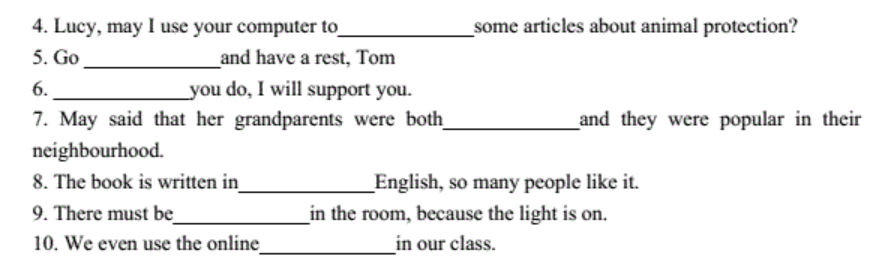 4. Lucy, may I use your computer to_____________some articles about animal protection?
5. Go _____________and have a rest, Tom
6. _____________you do, I will support you.
7. May said that her grandparents were both_____________and they were popular in their
neighbourhood.
8. The book is written in_____________English, so many people like it.
9. There must be_____________in the room, because the light is on.
10. We even use the online_____________in our class.